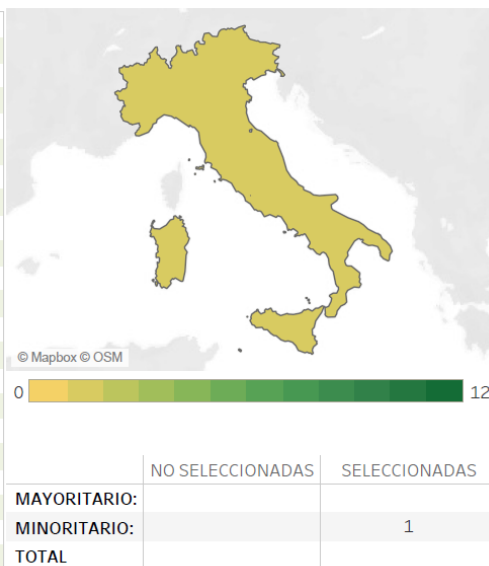 © Mapbox © OSM
0 12
NO SELECCIONADAS SELECCIONADAS
MAYORITARIO:
MINORITARIO: 1
TOTAL